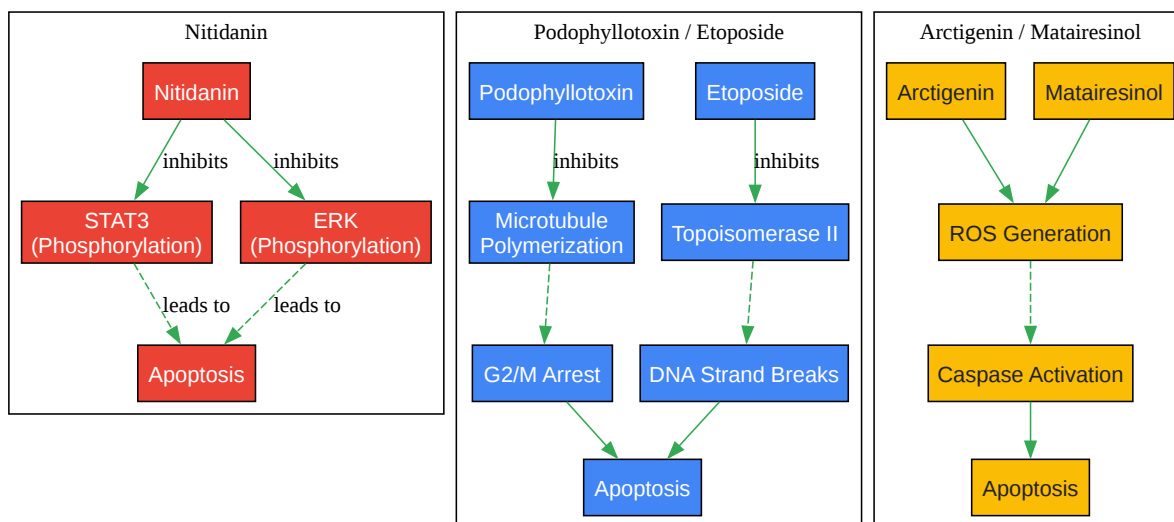 Nitidanin
Nitidanin
inhibits
inhibits
STAT3
(Phosphorylation)
ERK
(Phosphorylation)
leads to
leads to
Apoptosis
Podophyllotoxin / Etoposide
Podophyllotoxin
Etoposide
inhibits
inhibits
Microtubule
Polymerization
Topoisomerase II
G2/M Arrest
DNA Strand Breaks
Apoptosis
Arctigenin / Matairesinol
Arctigenin
Matairesinol
ROS Generation
Caspase Activation
Apoptosis